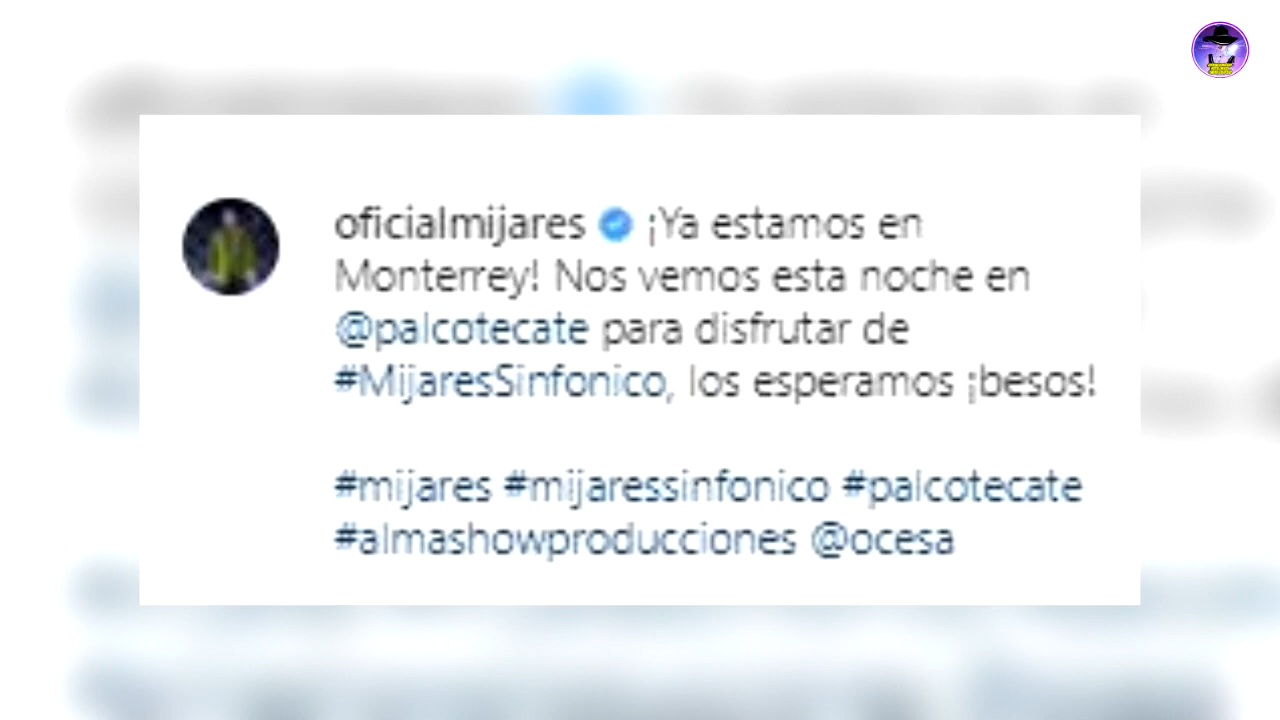 oficialmijares ¡Ya estamos en
Monterrey! Nos vemos esta noche en
@palcotecate para disfrutar de
#MijaresSinfonico, los esperamos ¡besos!
#mijares #mijaressinfonico #palcotecate
#almashowproducciones @ocesa